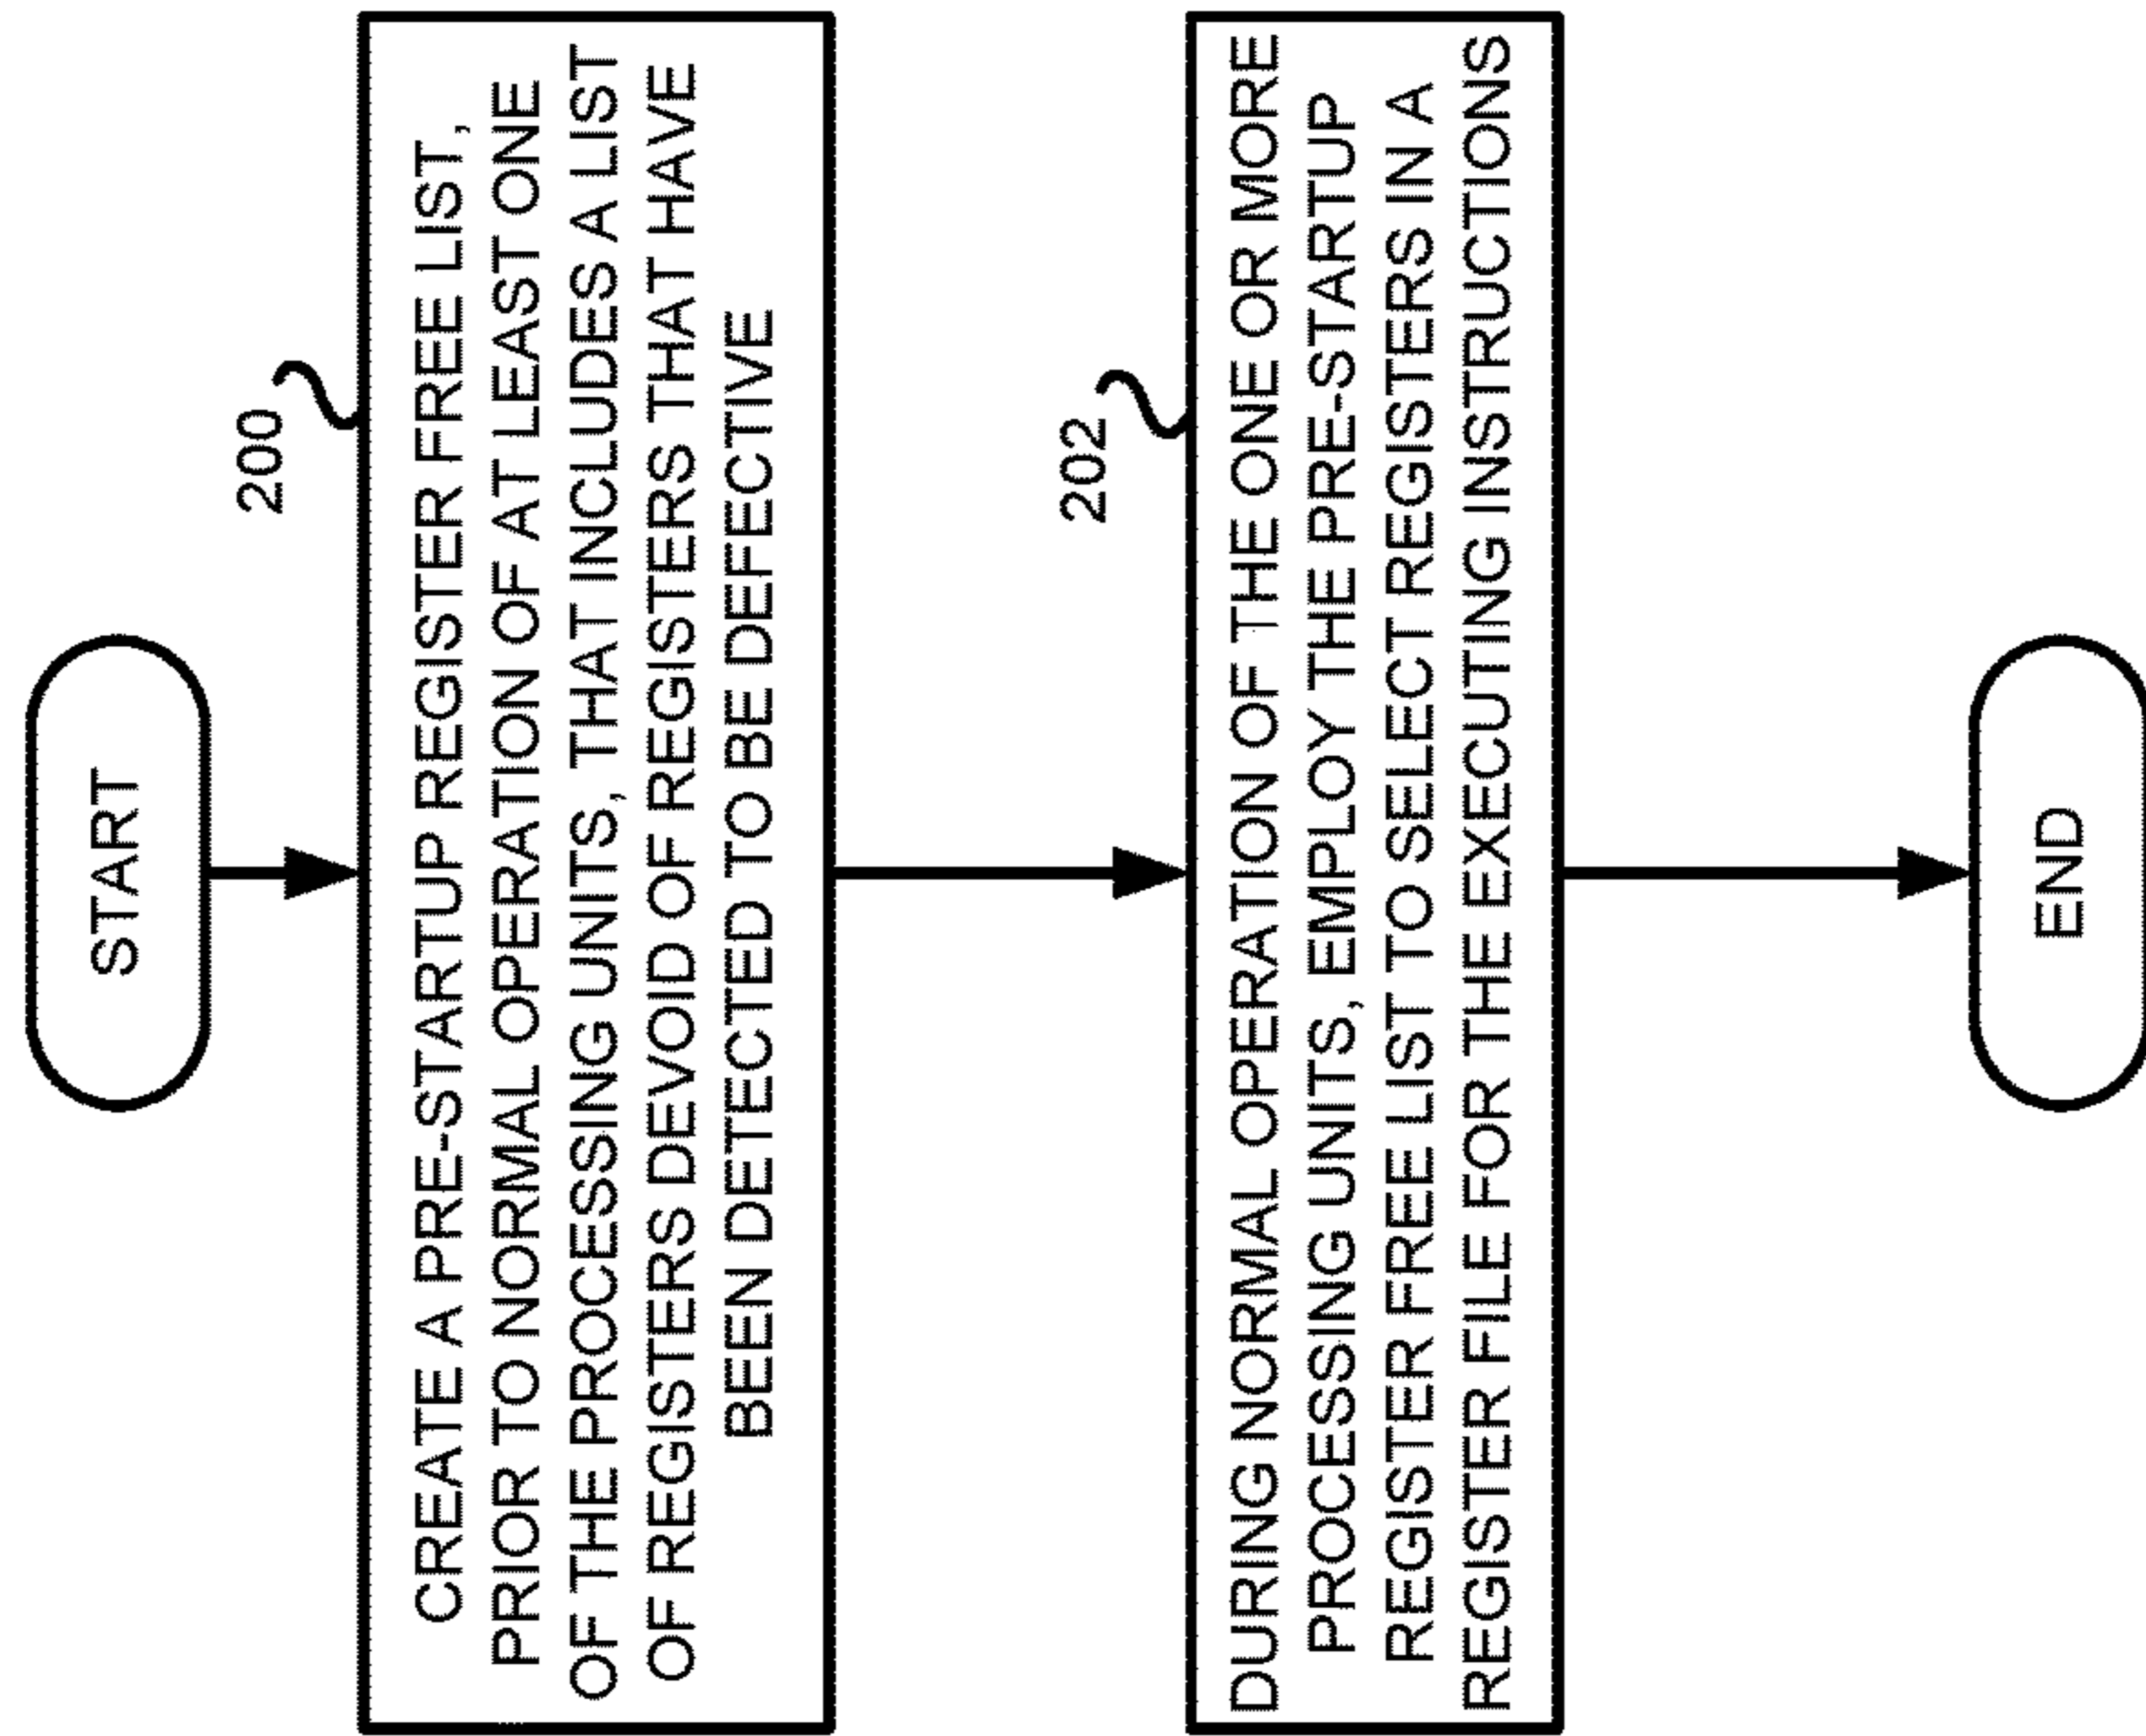 START
200
CREATE A PRE-STARTUP REGISTER FREE LIST,
PRIOR TO NORMAL OPERATION OF AT LEAST ONE
OF THE PROCESSING UNITS, THAT INCLUDES A LIST
OF REGISTERS DEVOID OF REGISTERS THAT HAVE
BEEN DETECTED TO BE DEFECTIVE
202
DURING NORMAL OPERATION OF THE ONE OR MORE
PROCESSING UNITS, EMPLOY THE PRE-STARTUP
REGISTER FREE LIST TO SELECT REGISTERS IN A
REGISTER FILE FOR THE EXECUTING INSTRUCTIONS
END